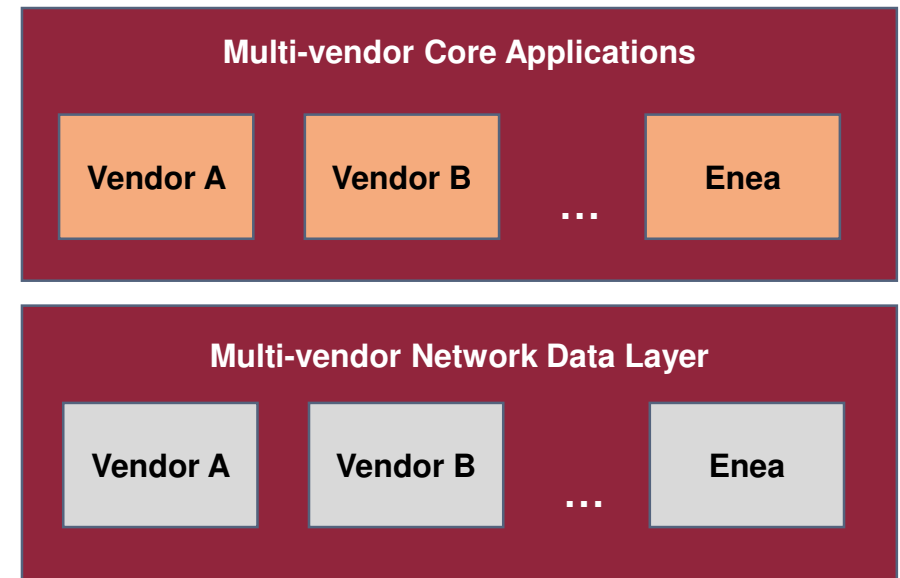 Multi-vendor Core Applications
Vendor A Vendor B ... Enea
Multi-vendor Network Data Layer
Vendor A Vendor B ... Enea